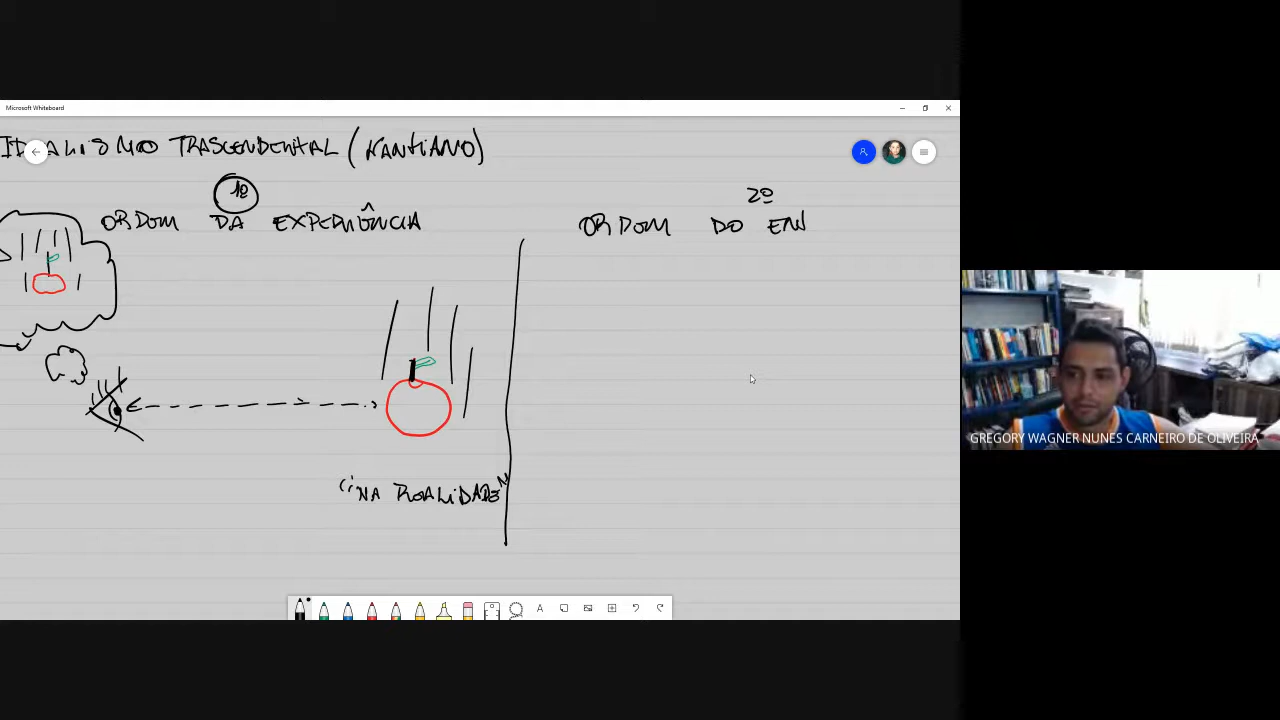 Microsoft Whiteboard
IDEALISMO TRASCENDENTAL (KANTIANO)
1º
ORDEM DA EXPERIÊNCIA
2º
ORDEM DO EN
"NA REALIDADE"
GREGORY WAGNER NUNES CARNEIRO DE OLIVEIRA